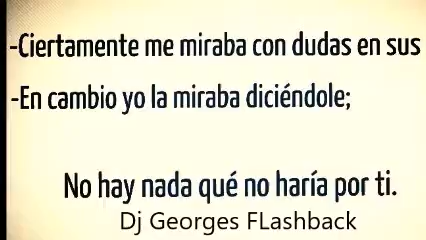 -Ciertamente me miraba con dudas en sus
-En cambio yo la miraba diciéndole;
No hay nada qué no haría por ti.
Dj Georges FLashback